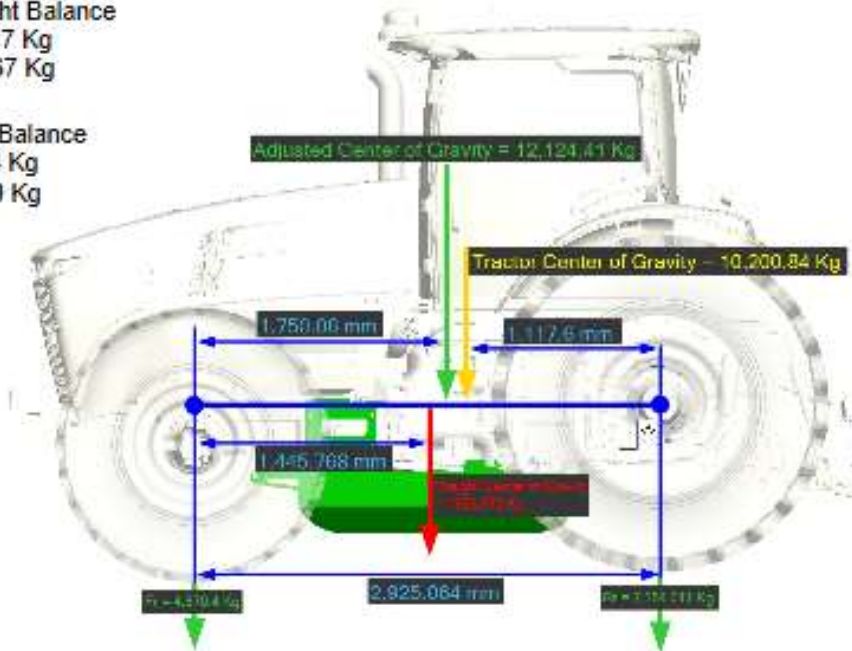 ht Balance
7 Kg
67 Kg
Balance
Kg
Kg
Adjusted Center of Gravity = 12,124.41 Kg
Tractor Center of Gravity - 10,200.84 Kg
1,750.00 mm
1,117.6 mm
1,445.768 mm
2,925.064 mm